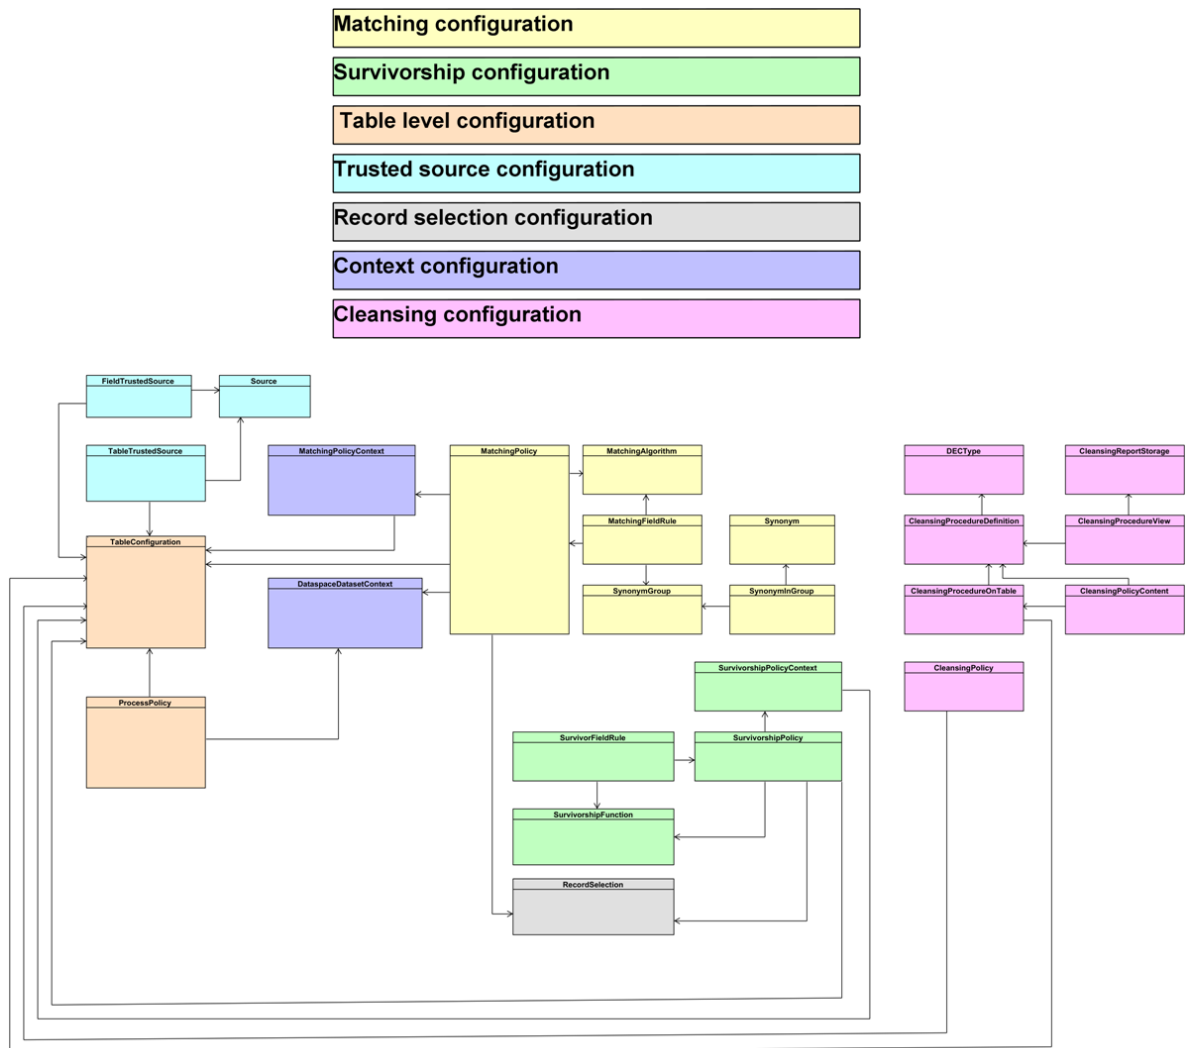 Matching configuration
Survivorship configuration
Table level configuration
Trusted source configuration
Record selection configuration
Context configuration
Cleansing configuration
FieldTrustedSource
Source
TableTrustedSource
MatchingPolicyContext
MatchingPolicy
MatchingAlgorithm
DECType
CleansingReportStorage
MatchingFieldRule
Synonym
CleansingProcedureDefinition
CleansingProcedureView
TableConfiguration
DataspaceDatasetContext
SynonymGroup
SynonymInGroup
CleansingProcedureOnTable
CleansingPolicyContent
SurvivorshipPolicyContext
CleansingPolicy
ProcessPolicy
SurvivorFieldRule
SurvivorshipPolicy
SurvivorshipFunction
RecordSelection